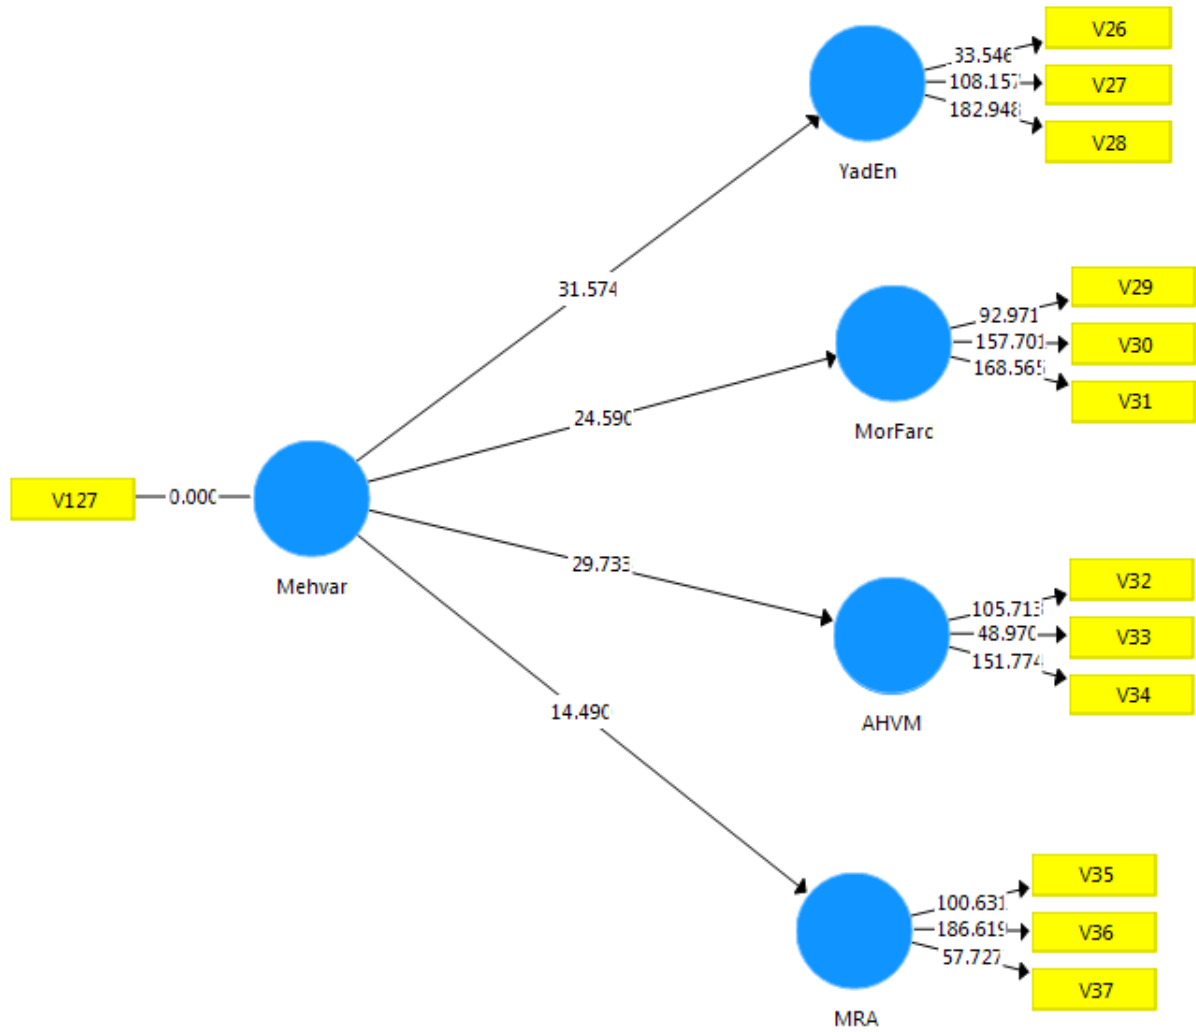 V26
33.546
108.157
V27
182.948
V28
YadEn
31.574
V29
92.971
157.701
V30
168.565
V31
MorFarc
24.590
V127
0.000
Mehvar
29.733
V32
105.713
48.970
V33
151.774
V34
AHVM
14.490
V35
100.631
186.619
V36
57.727
V37
MRA